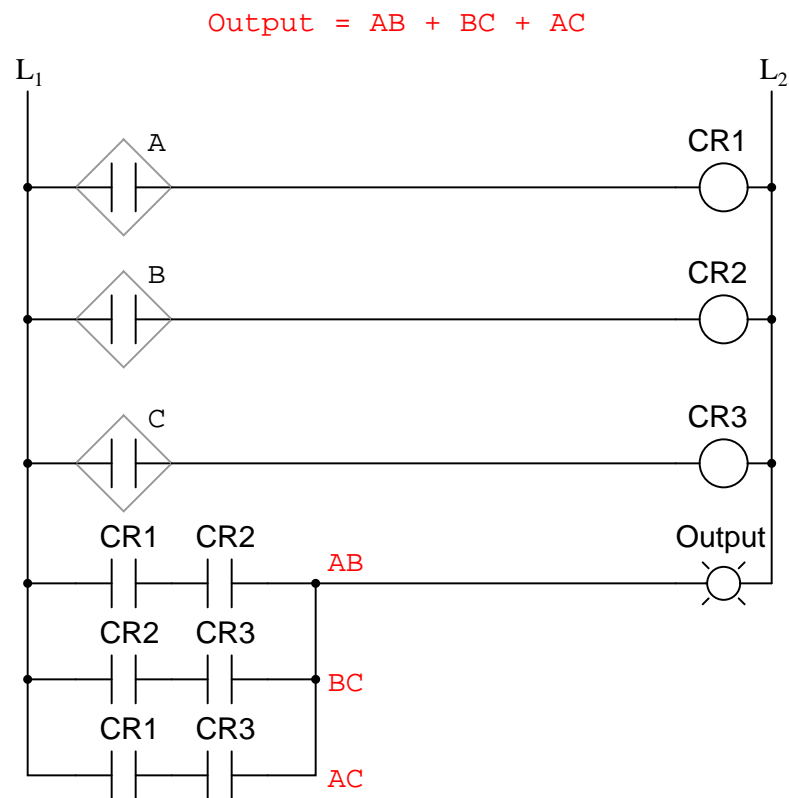 Output = AB + BC + AC
L1 L2
A CR1
B CR2
C CR3
CR1 CR2 Output
AB
CR2 CR3
BC
CR1 CR3
AC